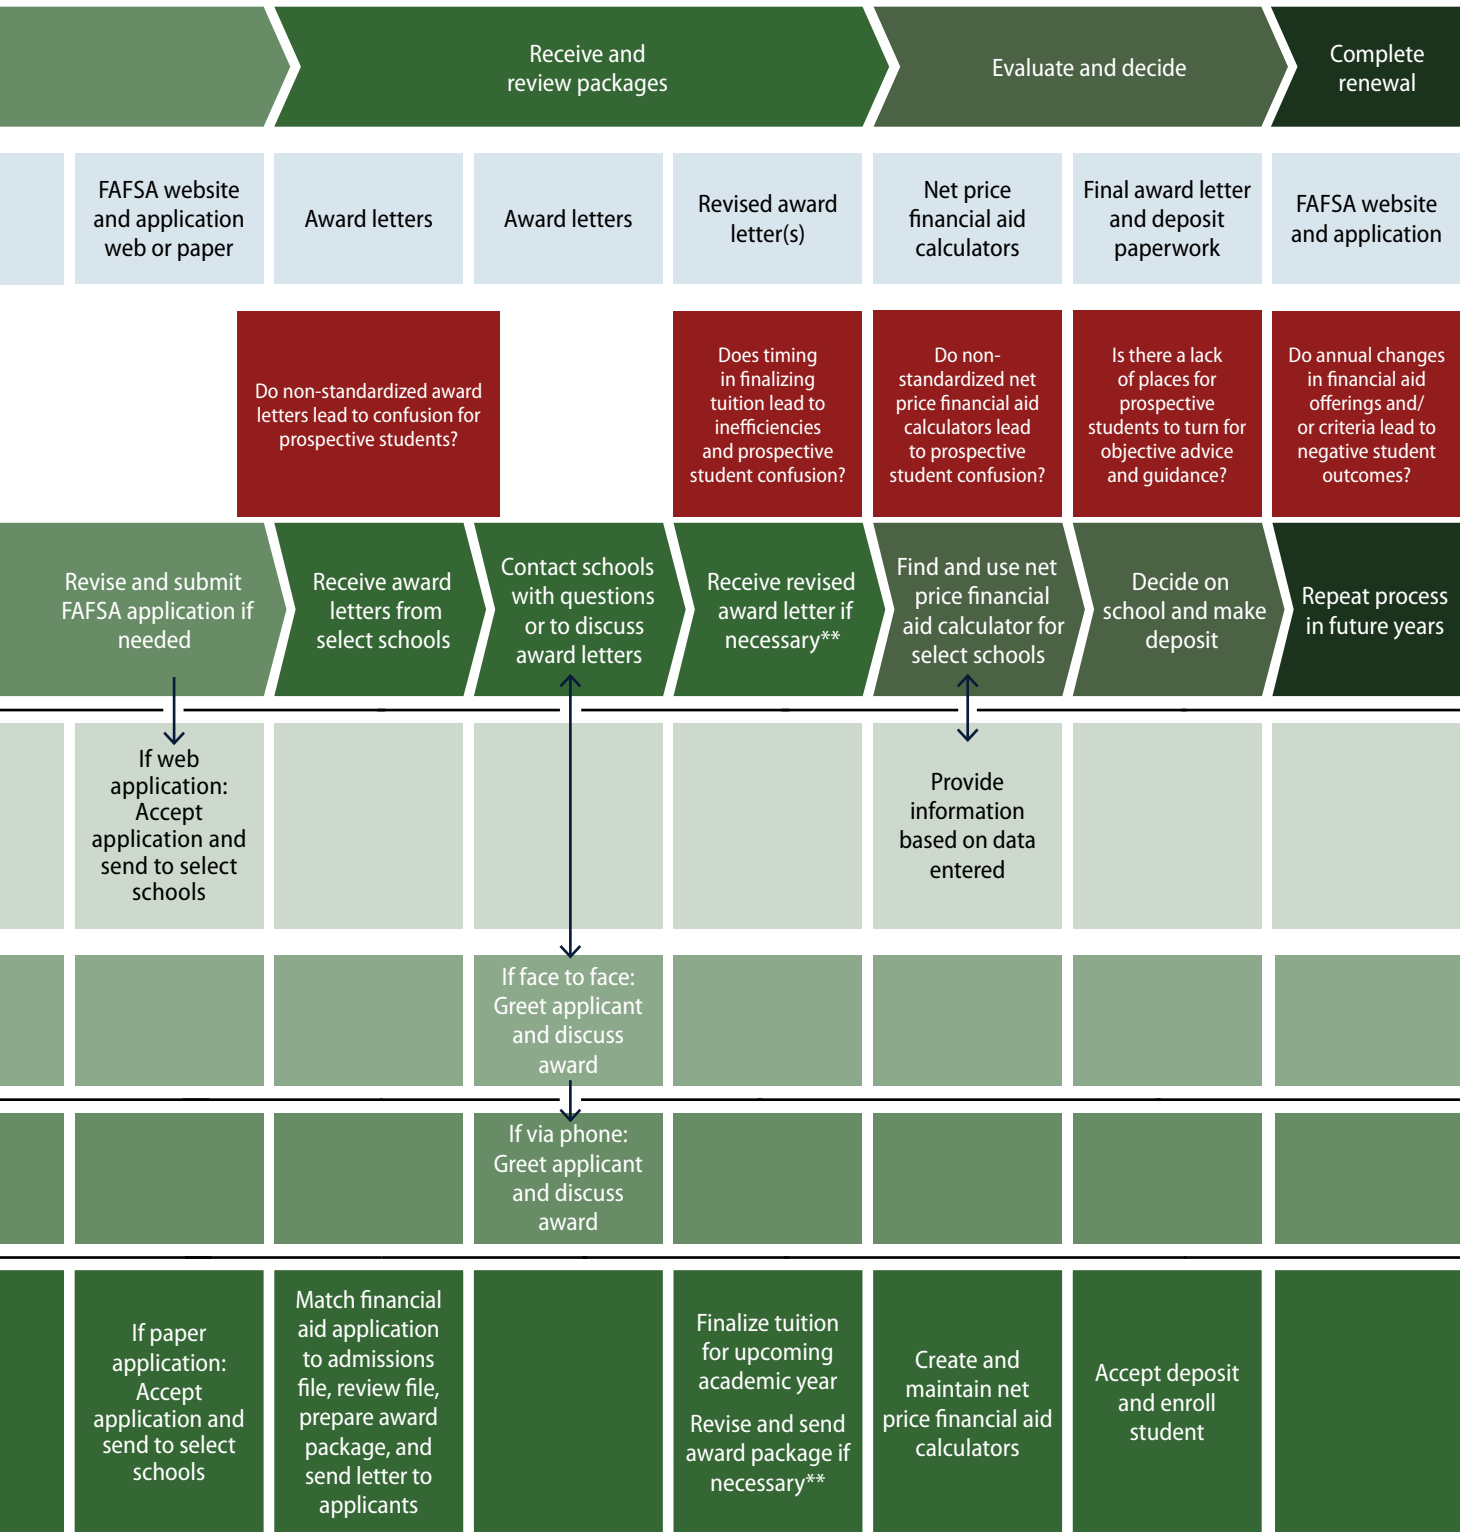 Receive and
review packages
Evaluate and decide
Complete
renewal
FAFSA website
and application
web or paper
Award letters
Award letters
Revised award
letter(s)
Net price
financial aid
calculators
Final award letter
and deposit
paperwork
FAFSA website
and application
Do non-standardized award
letters lead to confusion for
prospective students?
Does timing
in finalizing
tuition lead to
inefficiencies
and prospective
student confusion?
Do non-
standardized net
price financial aid
calculators lead
to prospective
student confusion?
Is there a lack
of places for
prospective
students to turn for
objective advice
and guidance?
Do annual changes
in financial aid
offerings and/
or criteria lead to
negative student
outcomes?
Revise and submit
FAFSA application if
needed
Receive award
letters from
select schools
Contact schools
with questions
or to discuss
award letters
Receive revised
award letter if
necessary**
Find and use net
price financial
aid calculator for
select schools
Decide on
school and make
deposit
Repeat process
in future years
If web
application:
Accept
application and
send to select
schools
Provide
information
based on data
entered
If face to face:
Greet applicant
and discuss
award
If via phone:
Greet applicant
and discuss
award
If paper
application:
Accept
application and
send to select
schools
Match financial
aid application
to admissions
file, review file,
prepare award
package, and
send letter to
applicants
Finalize tuition
for upcoming
academic year
Revise and send
award package if
necessary**
Create and
maintain net
price financial aid
calculators
Accept deposit
and enroll
student